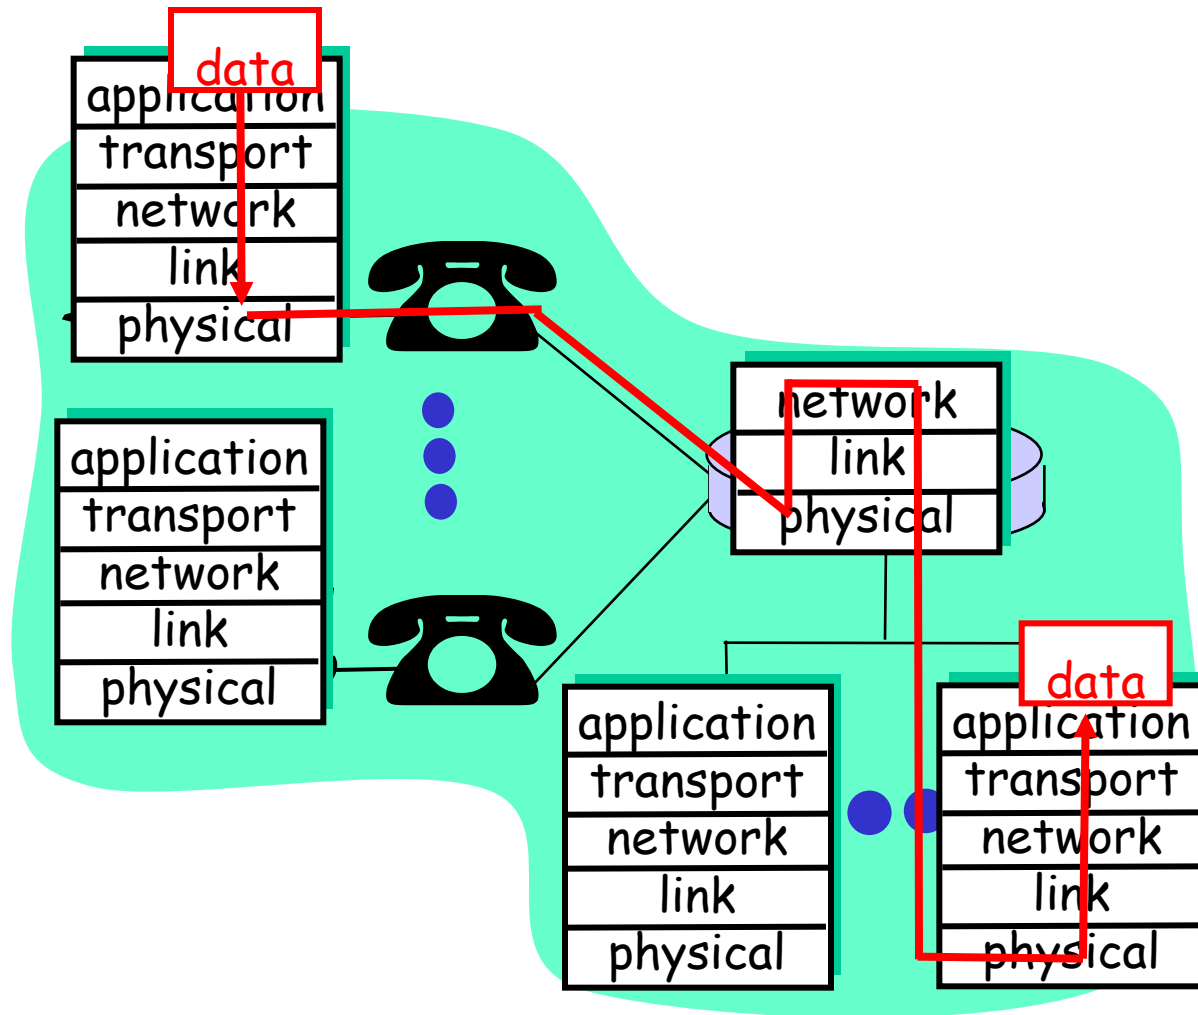 data
application
transport
network
link
physical
application
transport
network
link
physical
network
link
physical
application
transport
network
link
physical
data
application
transport
network
link
physical